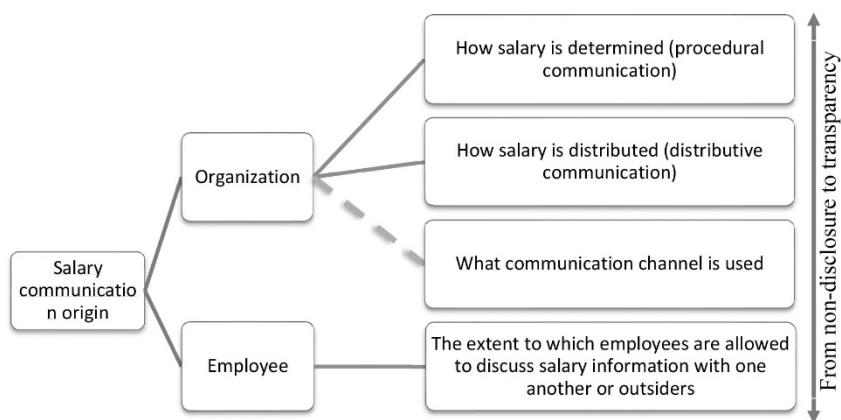 How salary is determined (procedural
communication)
How salary is distributed (distributive
communication)
Organization
What communication channel is used
Salary
communicatio
n origin
Employee
The extent to which employees are allowed
to discuss salary information with one
another or outsiders
From non-disclosure to transparency